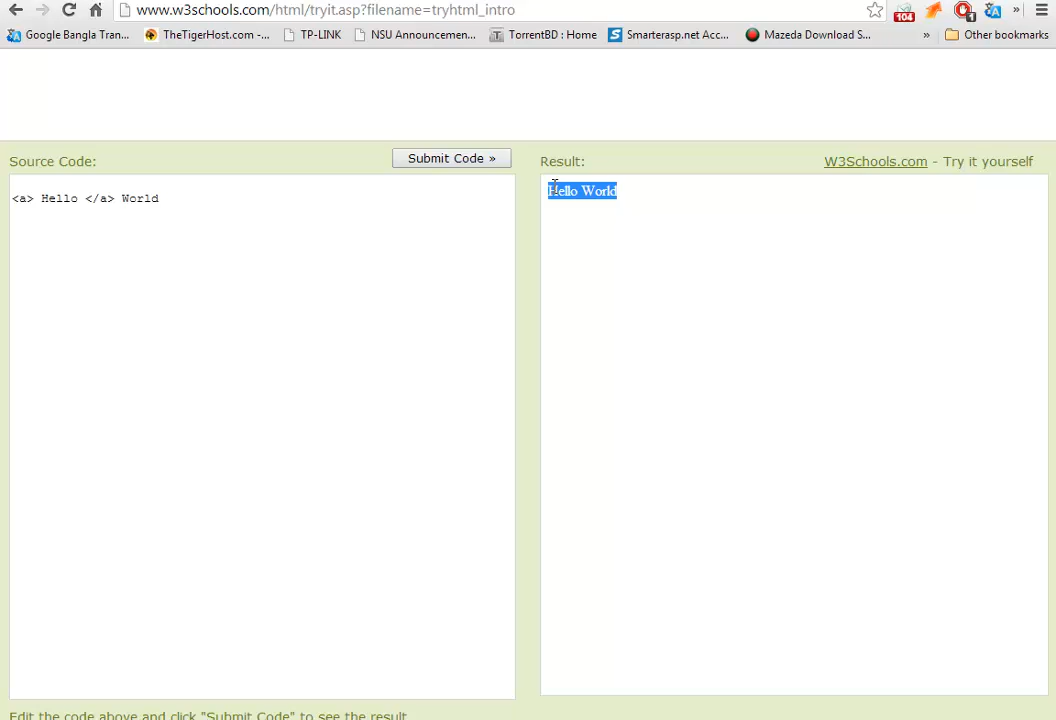 www.w3schools.com/html/tryit.asp?filename=tryhtml_intro
104
1
Google Bangla Tran... TheTigerHost.com -... TP-LINK NSU Announcemen... TorrentBD : Home Smarterasp.net Acc... Mazeda Download S... » Other bookmarks
Source Code: Submit Code » Result: W3Schools.com - Try it yourself
<a> Hello </a> World
Hello World
Edit the code above and click "Submit Code" to see the result.